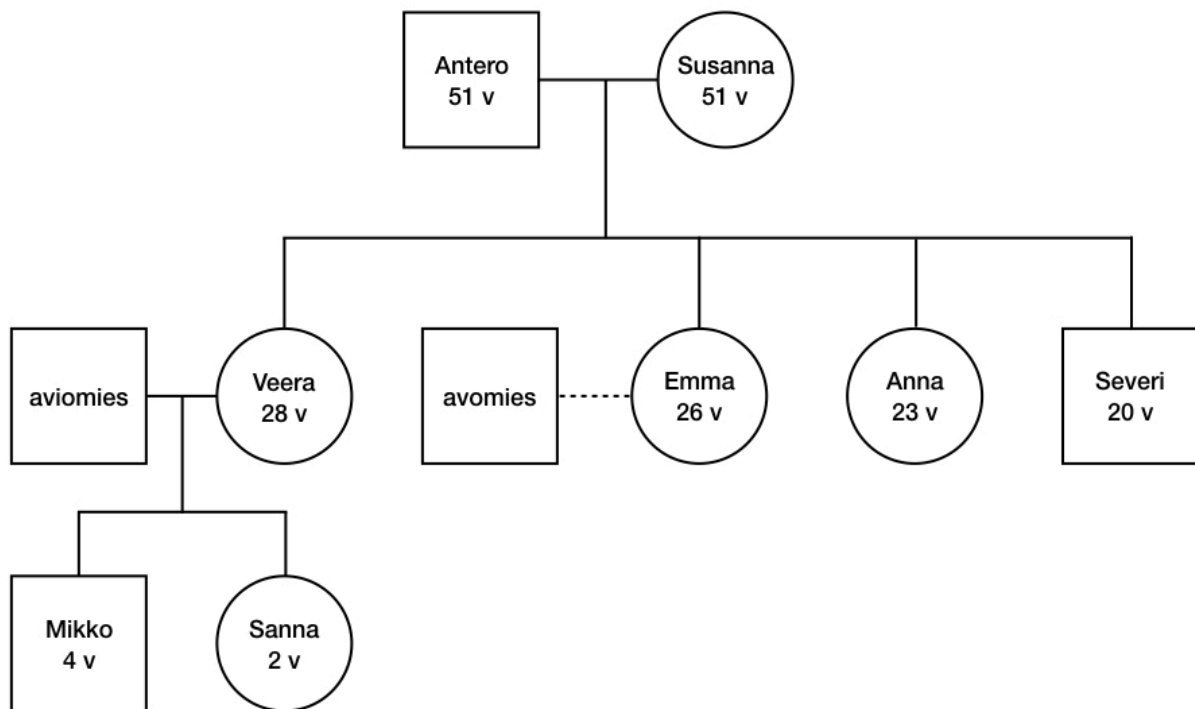 Antero
51 v
Susanna
51 v
aviomies
Veera
28 v
avomies
Emma
26 v
Anna
23 v
Severi
20 v
Mikko
4 v
Sanna
2 v